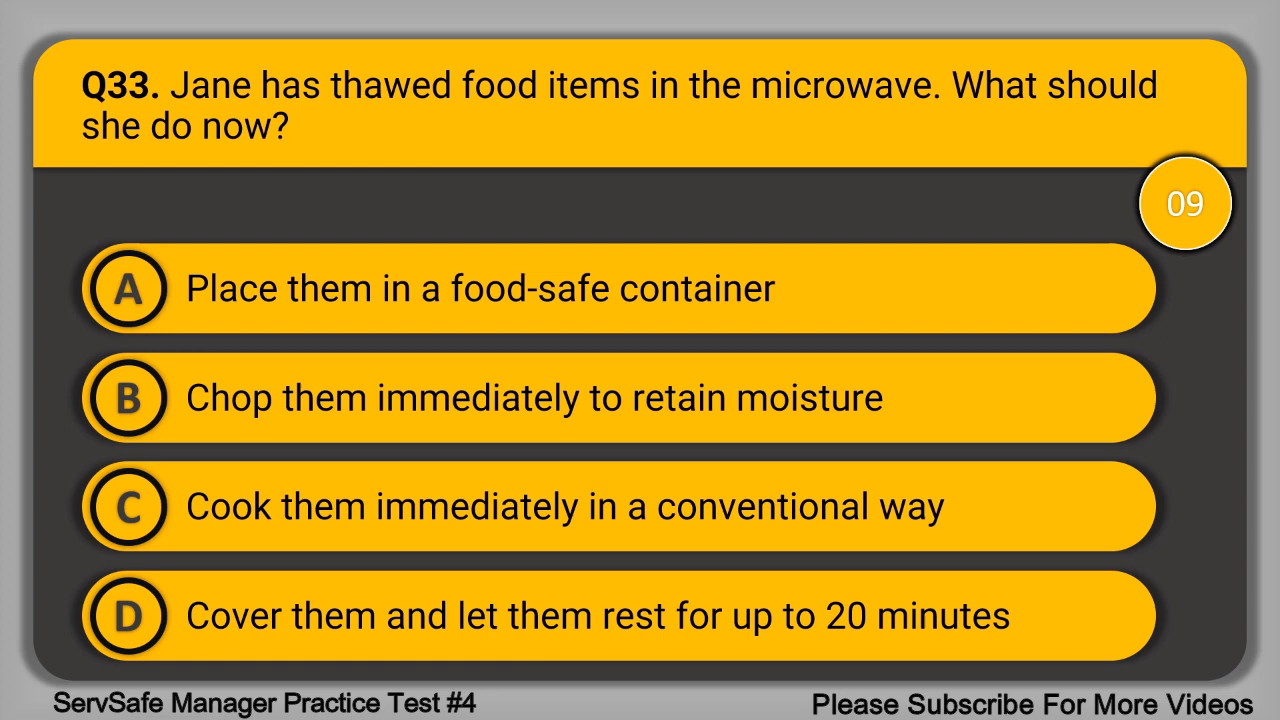 Q33. Jane has thawed food items in the microwave. What should
she do now?
09
A Place them in a food-safe container
B Chop them immediately to retain moisture
C Cook them immediately in a conventional way
D Cover them and let them rest for up to 20 minutes
ServSafe Manager Practice Test #4
Please Subscribe For More Videos